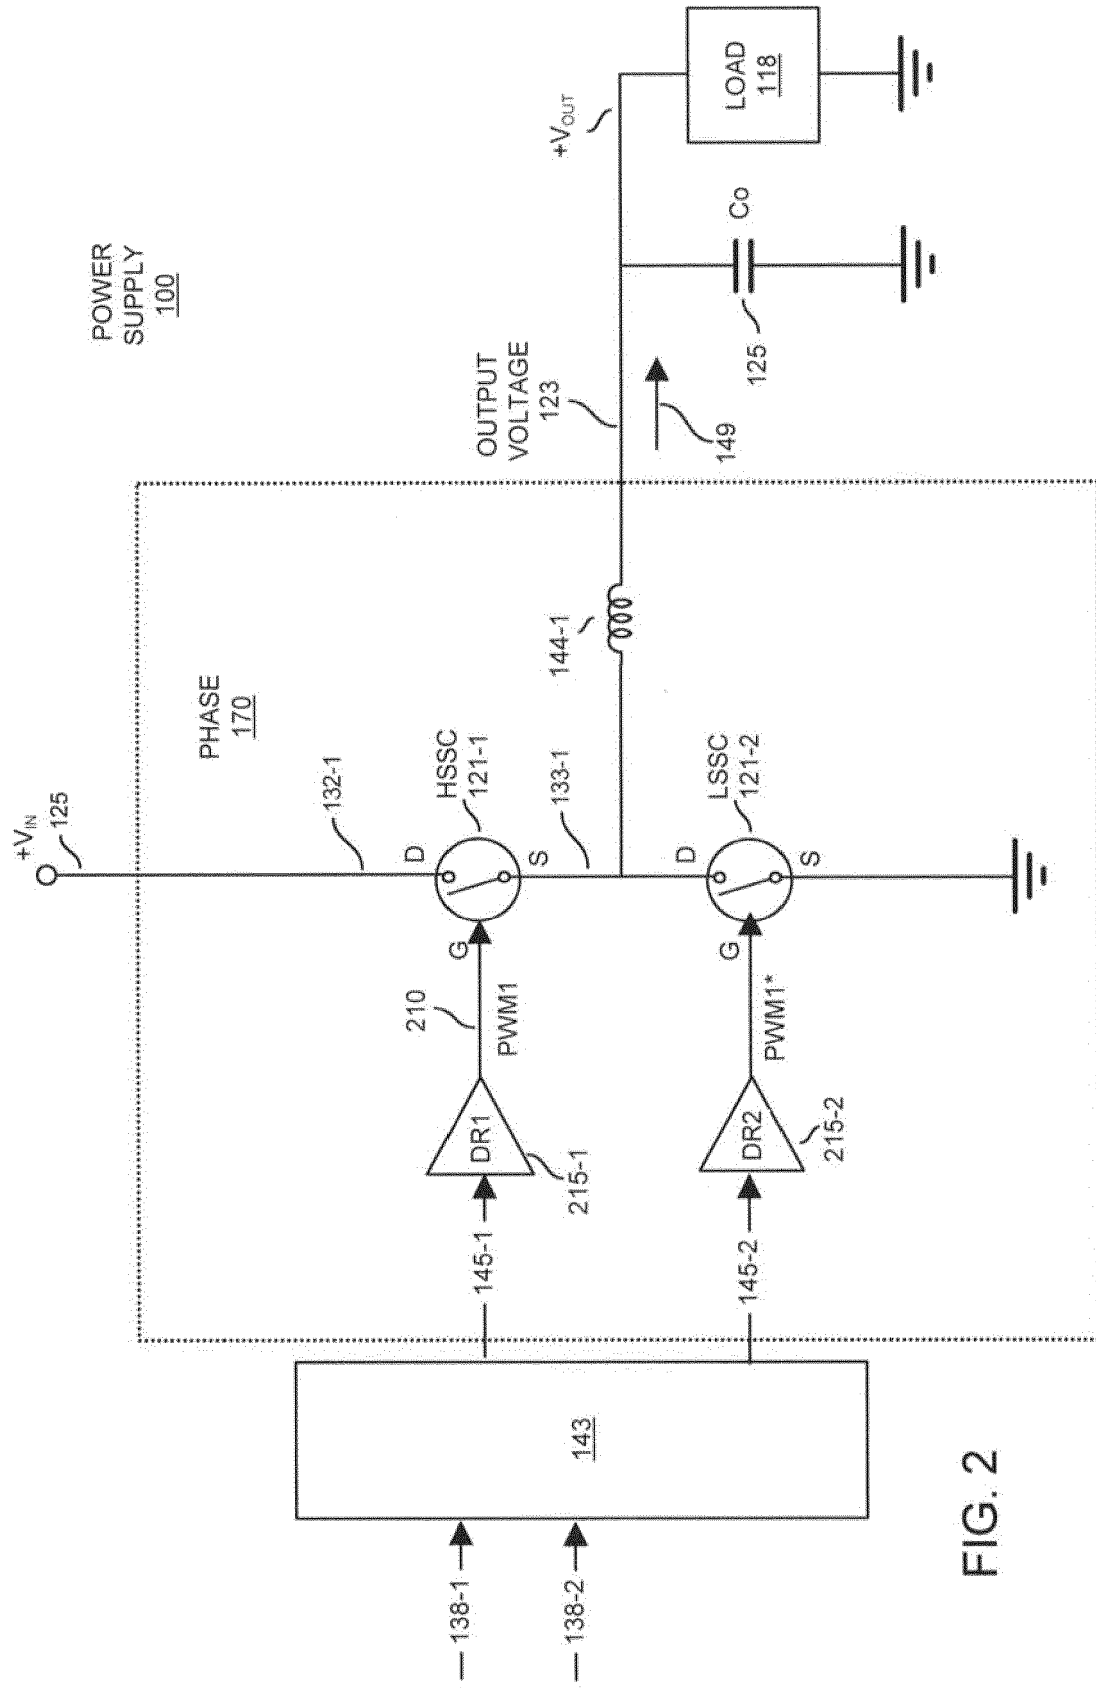 POWER
SUPPLY
100
+VIN
125
PHASE
170
132-1
OUTPUT
VOLTAGE
123
+VOUT
LOAD
118
D
HSSC
121-1
S
G
210
PWM1
DR1
215-1
145-1
133-1
144-1
149
Co
125
D
LSSC
121-2
S
G
PWM1*
DR2
215-2
145-2
143
138-1
138-2
FIG. 2